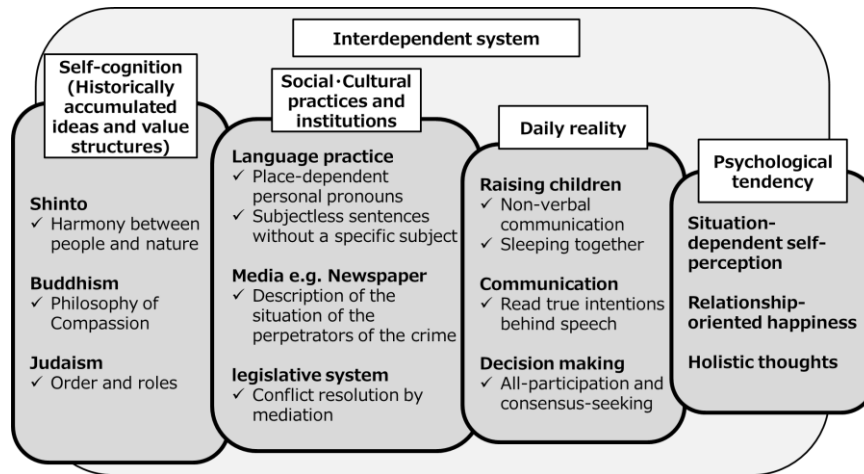 Interdependent system
Self-cognition
(Historically
accumulated
ideas and value
structures)
Shinto
✓ Harmony between
people and nature
Buddhism
✓ Philosophy of
Compassion
Judaism
✓ Order and roles
Social·Cultural
practices and
institutions
Language practice
✓ Place-dependent
personal pronouns
✓ Subjectless sentences
without a specific subject
Media e.g. Newspaper
✓ Description of the
situation of the
perpetrators of the crime
legislative system
✓ Conflict resolution by
mediation
Daily reality
Raising children
✓ Non-verbal
communication
✓ Sleeping together
Communication
✓ Read true intentions
behind speech
Decision making
✓ All-participation and
consensus-seeking
Psychological
tendency
Situation-
dependent self-
perception
Relationship-
oriented happiness
Holistic thoughts